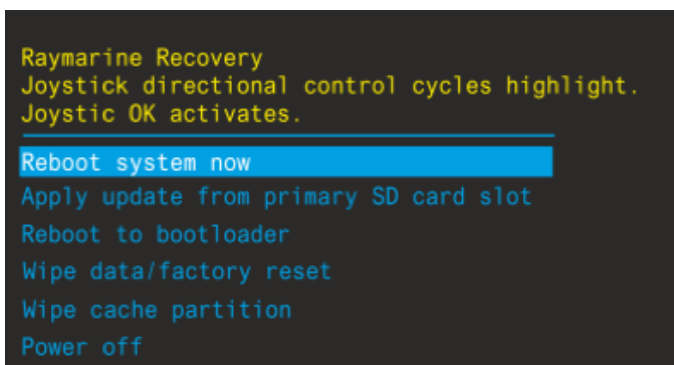 Raymarine Recovery
Joystick directional control cycles highlight.
Joystic OK activates.
Reboot system now
Apply update from primary SD card slot
Reboot to bootloader
Wipe data/factory reset
Wipe cache partition
Power off